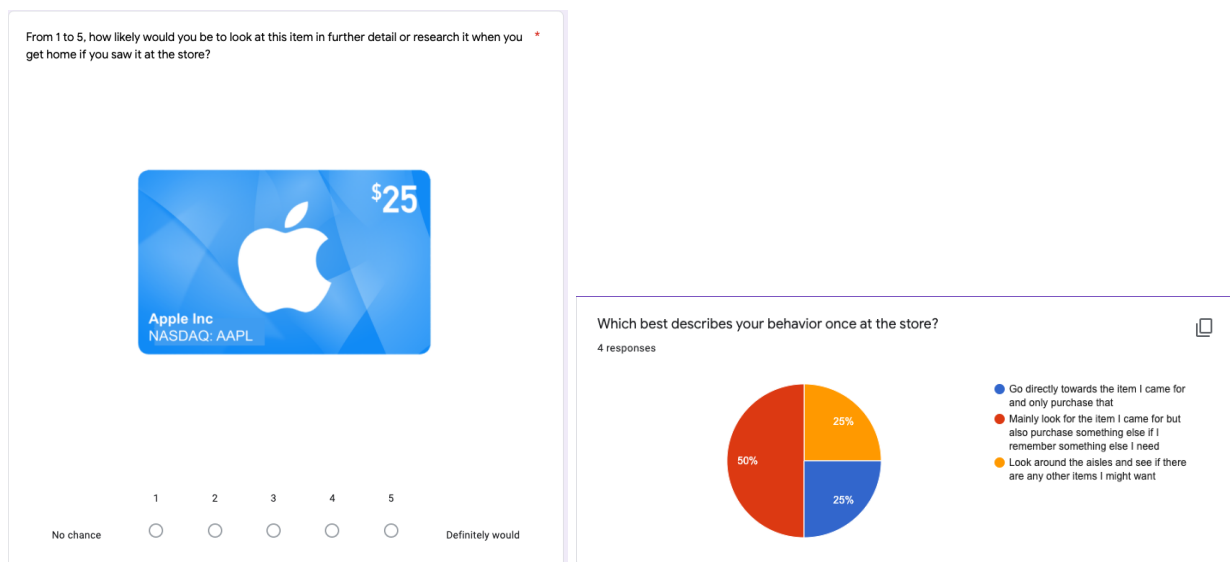 From 1 to 5, how likely would you be to look at this item in further detail or research it when you *
get home if you saw it at the store?
$25
Apple Inc
NASDAQ: AAPL
1 2 3 4 5
No chance
Definitely would
Which best describes your behavior once at the store?
4 responses
25%
50%
25%
Go directly towards the item I came for
and only purchase that
Mainly look for the item I came for but
also purchase something else if I
remember something else I need
Look around the aisles and see if there
are any other items I might want